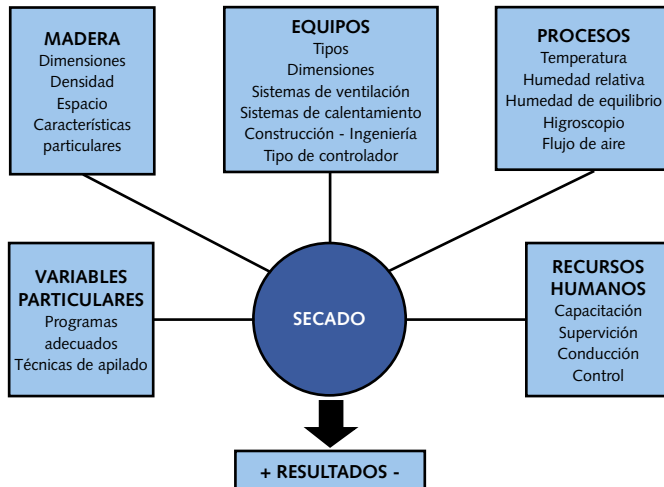 MADERA
Dimensiones
Densidad
Espacio
Características
particulares
EQUIPOS
Tipos
Dimensiones
Sistemas de ventilación
Sistemas de calentamiento
Construcción - Ingeniería
Tipo de controlador
PROCESOS
Temperatura
Humedad relativa
Humedad de equilibrio
Higroscopio
Flujo de aire
VARIABLES
PARTICULARES
Programas
adecuados
Técnicas de apilado
SECADO
RECURSOS
HUMANOS
Capacitación
Supervición
Conducción
Control
+ RESULTADOS -